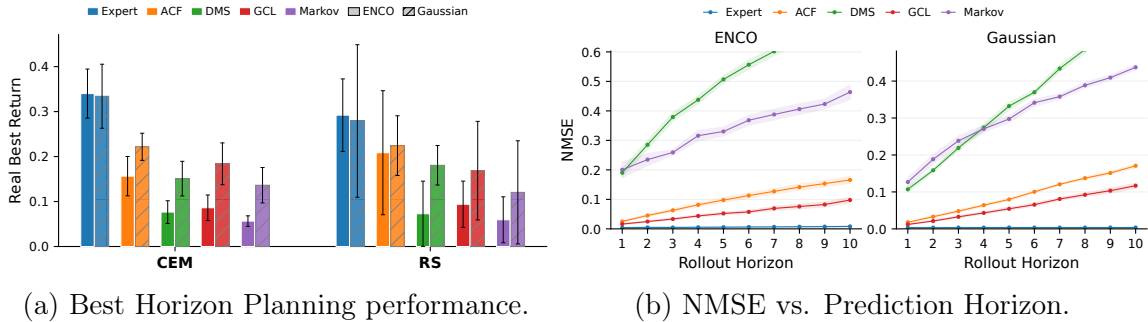 Expert ACF DMS GCL Markov ENCO Gaussian
Real Best Return
0.4
0.3
0.2
0.1
0.0
CEM RS
(a) Best Horizon Planning performance.
Expert ACF DMS GCL Markov
ENCO
NMSE
0.6
0.5
0.4
0.3
0.2
0.1
0.0
1 2 3 4 5 6 7 8 9 10
Rollout Horizon
Gaussian
0.4
0.3
0.2
0.1
0.0
1 2 3 4 5 6 7 8 9 10
Rollout Horizon
(b) NMSE vs. Prediction Horizon.